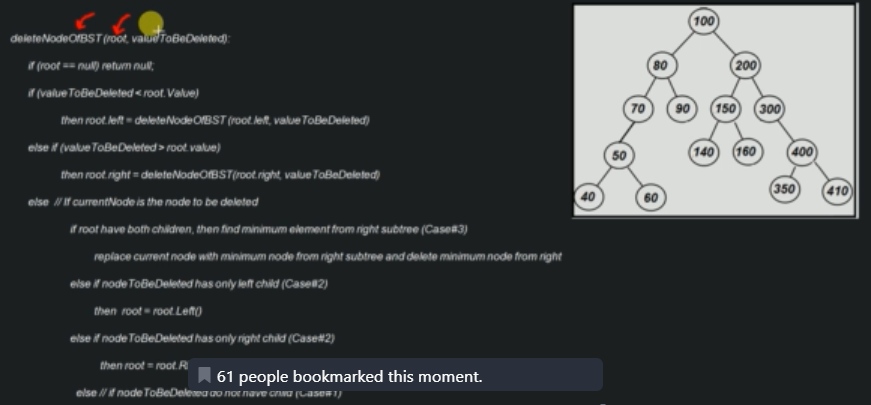 deleteNodeOfBST (root, valueToBeDeleted):
if (root == null) return null;
if (valueToBeDeleted < root.Value)
then root.left = deleteNodeOfBST (root.left, valueToBeDeleted)
else if (valueToBeDeleted > root.value)
then root.right = deleteNodeOfBST(root.right, valueToBeDeleted)
else // If currentNode is the node to be deleted
if root have both children, then find minimum element from right subtree (Case#3)
replace current node with minimum node from right subtree and delete minimum node from right
else if nodeToBeDeleted has only left child (Case#2)
then root = root.Left()
else if nodeToBeDeleted has only right child (Case#2)
then root = root.R
else // if nodeToBeDeleted do not have child (Case#1)
61 people bookmarked this moment.
100
80 200
70 90 150 300
50 140 160 400
40 60 350 410